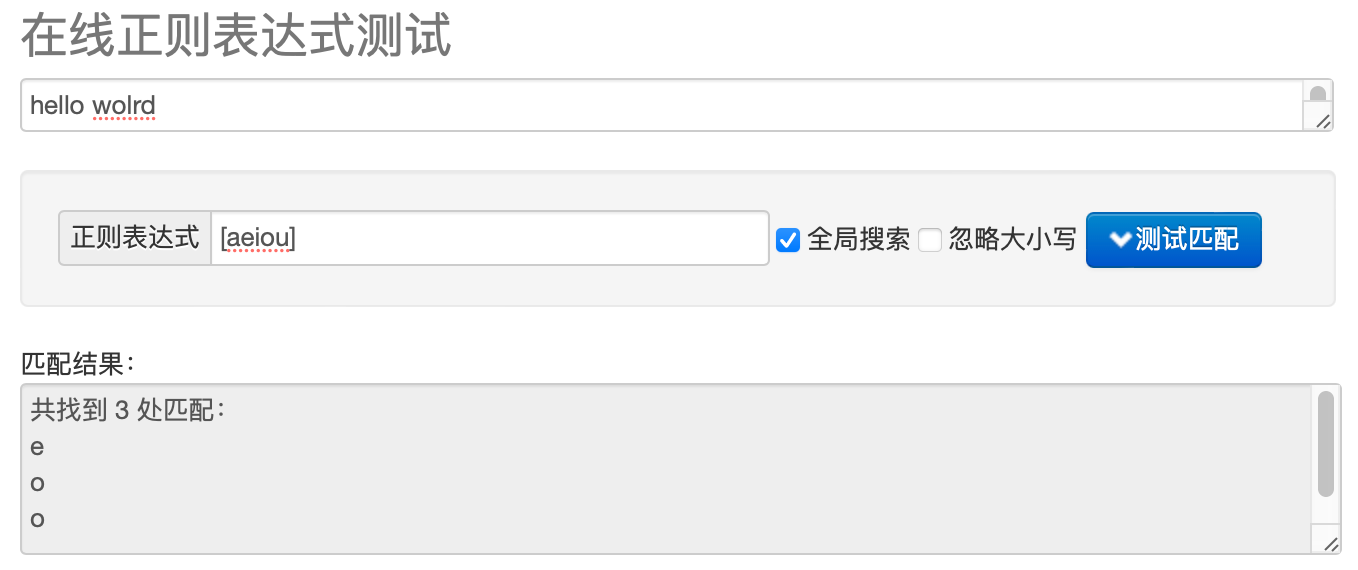 在线正则表达式测试
hello wolrd
正则表达式 [aeiou] 全局搜索 忽略大小写 测试匹配
匹配结果：
共找到 3 处匹配：
e
o
o